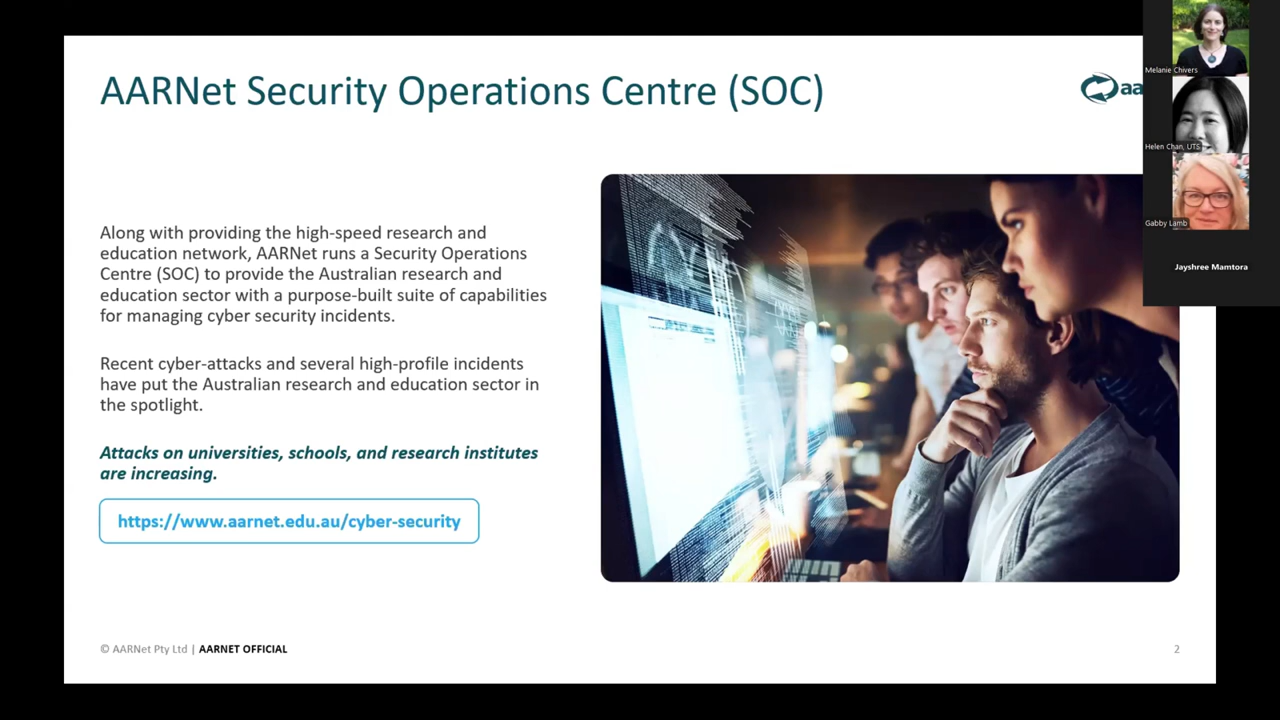 AARNet Security Operations Centre (SOC)
aa
Melanie Chivers
Helen Chan, UTS
Gabby Lamb
Jayshree Mamtora
Along with providing the high-speed research and
education network, AARNet runs a Security Operations
Centre (SOC) to provide the Australian research and
education sector with a purpose-built suite of capabilities
for managing cyber security incidents.
Recent cyber-attacks and several high-profile incidents
have put the Australian research and education sector in
the spotlight.
Attacks on universities, schools, and research institutes
are increasing.
https://www.aarnet.edu.au/cyber-security
© AARNet Pty Ltd | AARNET OFFICIAL
2